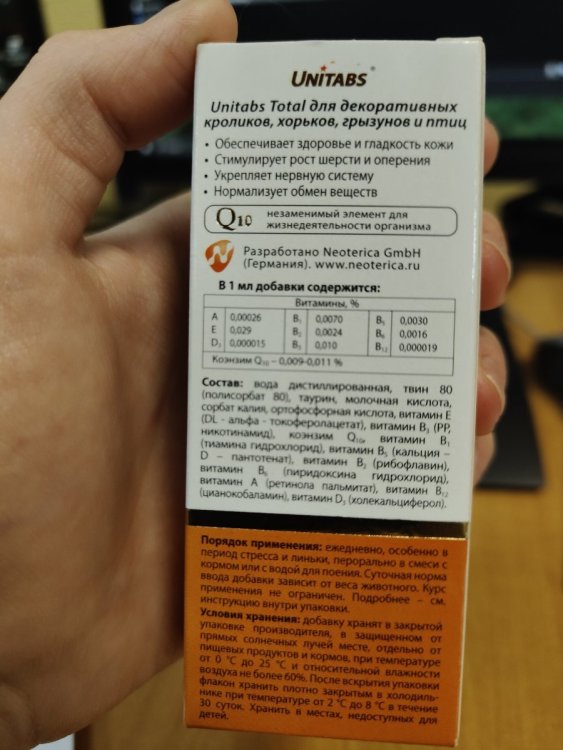 UNITABS®
Unitabs Total для декоративных
кроликов, хорьков, грызунов и птиц
• Обеспечивает здоровье и гладкость кожи
• Стимулирует рост шерсти и оперения
• Укрепляет нервную систему
• Нормализует обмен веществ
Q10 незаменимый элемент для
жизнедеятельности организма
Разработано Neoterica GmbH
(Германия). www.neoterica.ru
В 1 мл добавки содержится:
Витамины, %
A 0,00026 B₁ 0,0070 B₅ 0,0030
E 0,029 B₂ 0,0024 B₆ 0,0016
D₃ 0,000015 B₃ 0,010 B₁₂ 0,000019
Коэнзим Q₁₀ – 0,009-0,011 %
Состав: вода дистиллированная, твин 80
(полисорбат 80), таурин, молочная кислота,
сорбат калия, ортофосфорная кислота, витамин Е
(DL - альфа - токоферолацетат), витамин B₃ (PP,
никотинамид), коэнзим Q₁₀, витамин B₁
(тиамина гидрохлорид), витамин B₅ (кальция –
D – пантотенат), витамин B₂ (рибофлавин),
витамин B₆ (пиридоксина гидрохлорид),
витамин А (ретинола пальмитат), витамин B₁₂
(цианокобаламин), витамин D₃ (холекальциферол).
Порядок применения: ежедневно, особенно в
период стресса и линьки, перорально в смеси с
кормом или с водой для поения. Суточная норма
ввода добавки зависит от веса животного. Курс
применения не ограничен. Подробнее – см.
инструкцию внутри упаковки.
Условия хранения: добавку хранят в закрытой
упаковке производителя, в защищенном от
прямых солнечных лучей месте, отдельно от
пищевых продуктов и кормов, при температуре
от 0 °С до 25 °С и относительной влажности
воздуха не более 60%. После вскрытия упаковки
флакон хранить плотно закрытым в холодиль-
нике при температуре от 2 °С до 8 °С в течение
30 суток. Хранить в местах, недоступных для
детей.